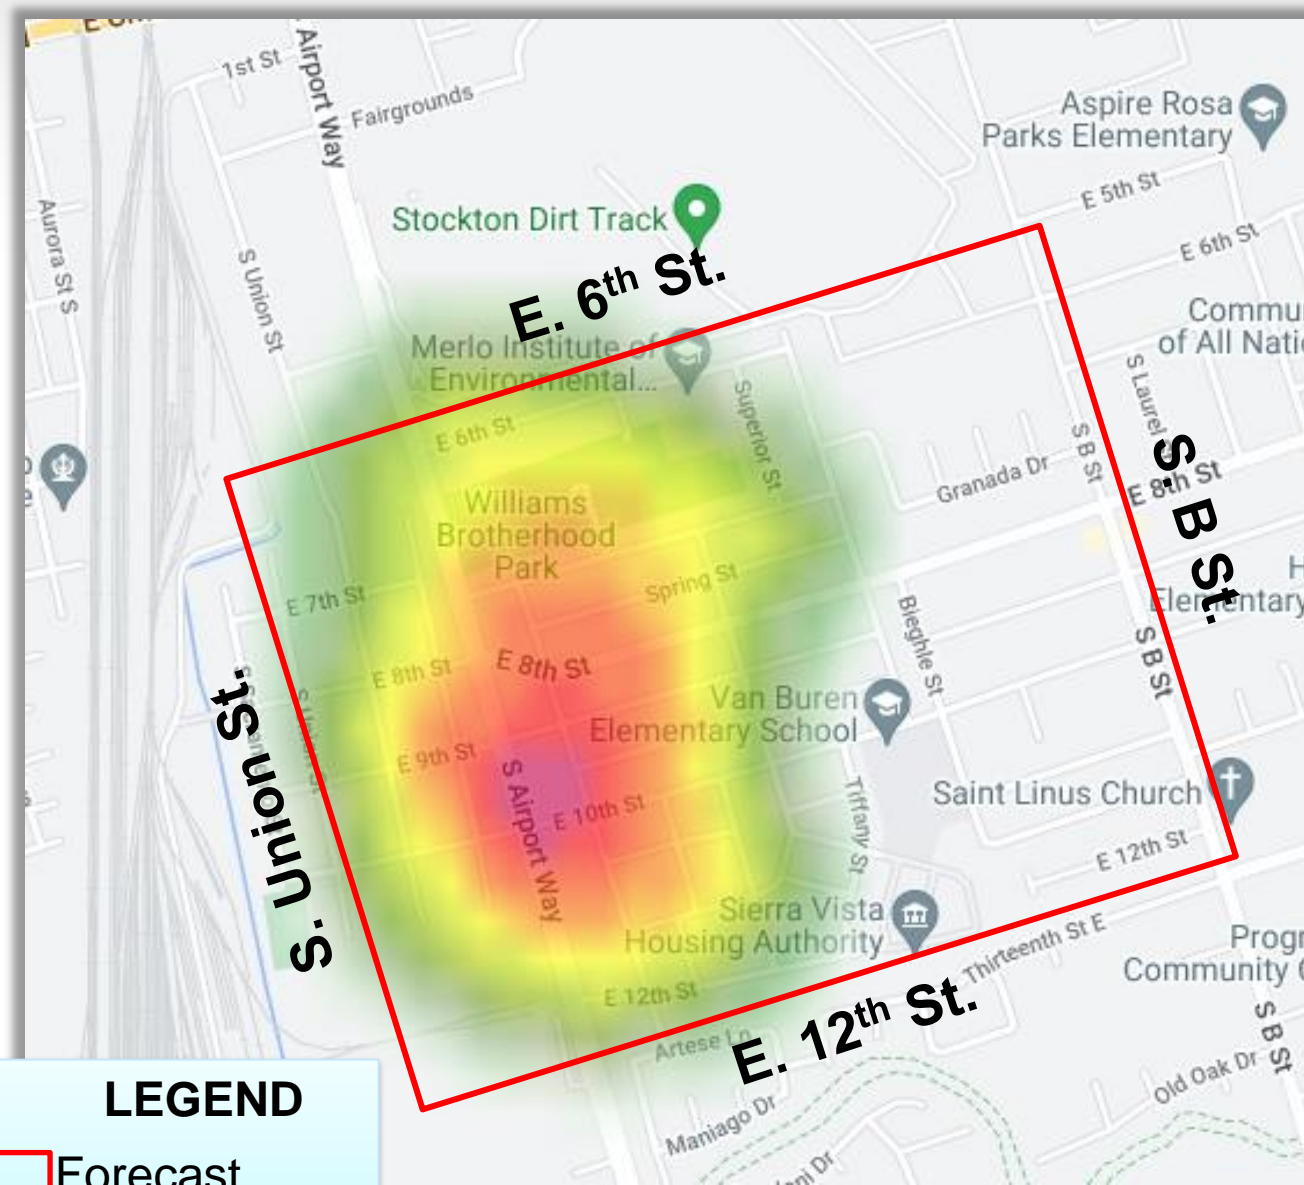 1st St
Airport Way
Fairgrounds
Aspire Rosa
Parks Elementary
E 5th St
Aurora St S
Stockton Dirt Track
S Union St
E 6th St
E. 6th St.
Merlo Institute of
Environmental...
Commu
of All Nati
S Laurel
Superior St
E 6th St
S B St
Granada Dr
E 8th St
S. B St.
Williams
Brotherhood
Park
Spring St
E 7th St
Elementary
Bieghle St
S B St
E 8th St
E 8th St
S. Union St.
Van Buren
Elementary School
E 9th St
S Airport Way
E 10th St
Tiffany St
Saint Linus Church
E 12th St
Sierra Vista
Housing Authority
Thirteenth St E
Progr
Community
E 12th St
E. 12th St.
Artese Ln
S B St
Old Oak Dr
Maniago Dr
LEGEND
Forecast